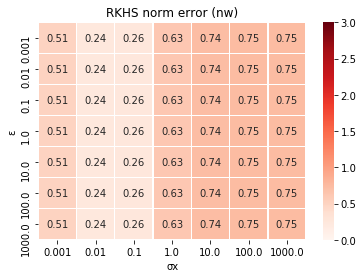 RKHS norm error (nw)
3.0
2.5
2.0
1.5
1.0
0.5
0.0
ε
0.001 0.51 0.24 0.26 0.63 0.74 0.75 0.75
0.01 0.51 0.24 0.26 0.63 0.74 0.75 0.75
0.1 0.51 0.24 0.26 0.63 0.74 0.75 0.75
1.0 0.51 0.24 0.26 0.63 0.74 0.75 0.75
10.0 0.51 0.24 0.26 0.63 0.74 0.75 0.75
100.0 0.51 0.24 0.26 0.63 0.74 0.75 0.75
1000.0 0.51 0.24 0.26 0.63 0.74 0.75 0.75
0.001 0.01 0.1 1.0 10.0 100.0 1000.0
σx